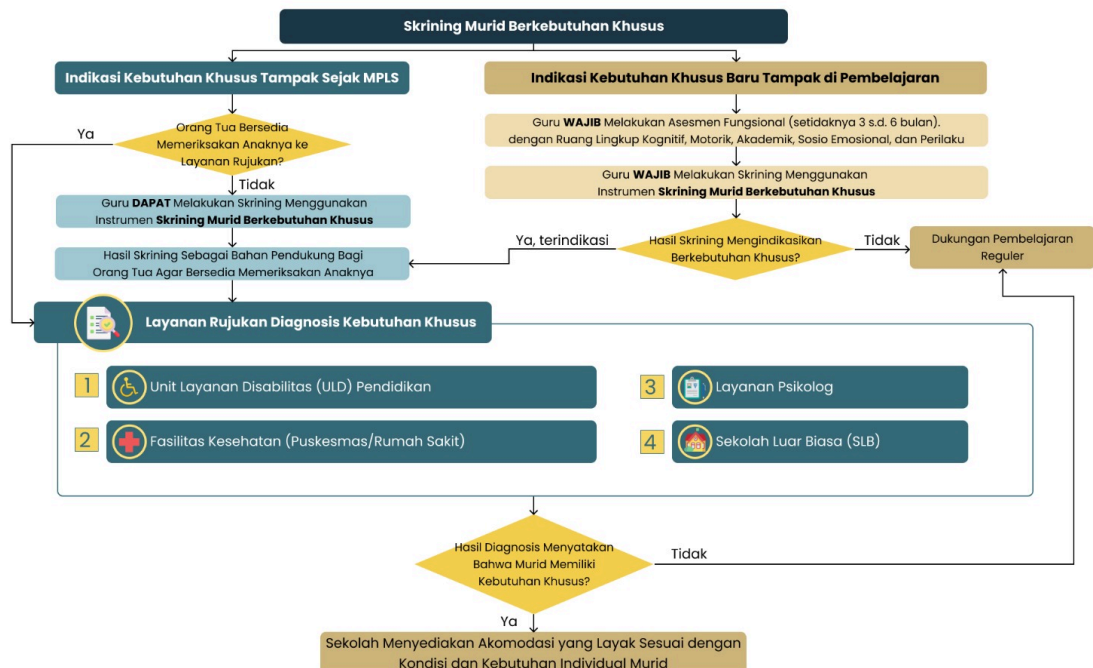 Skrining Murid Berkebutuhan Khusus
Indikasi Kebutuhan Khusus Tampak Sejak MPLS
Ya
Orang Tua Bersedia
Memeriksakan Anaknya ke
Layanan Rujukan?
Tidak
Guru DAPAT Melakukan Skrining Menggunakan
Instrumen Skrining Murid Berkebutuhan Khusus
Hasil Skrining Sebagai Bahan Pendukung Bagi
Orang Tua Agar Bersedia Memeriksakan Anaknya
Indikasi Kebutuhan Khusus Baru Tampak di Pembelajaran
Guru WAJIB Melakukan Asesmen Fungsional (setidaknya 3 s.d. 6 bulan).
dengan Ruang Lingkup Kognitif, Motorik, Akademik, Sosio Emosional, dan Perilaku
Guru WAJIB Melakukan Skrining Menggunakan
Instrumen Skrining Murid Berkebutuhan Khusus
Ya, terindikasi
Hasil Skrining Mengindikasikan
Berkebutuhan Khusus?
Tidak
Dukungan Pembelajaran
Reguler
Layanan Rujukan Diagnosis Kebutuhan Khusus
1 Unit Layanan Disabilitas (ULD) Pendidikan
2 Fasilitas Kesehatan (Puskesmas/Rumah Sakit)
3 Layanan Psikolog
4 Sekolah Luar Biasa (SLB)
Hasil Diagnosis Menyatakan
Bahwa Murid Memiliki
Kebutuhan Khusus?
Tidak
Ya
Sekolah Menyediakan Akomodasi yang Layak Sesuai dengan
Kondisi dan Kebutuhan Individual Murid